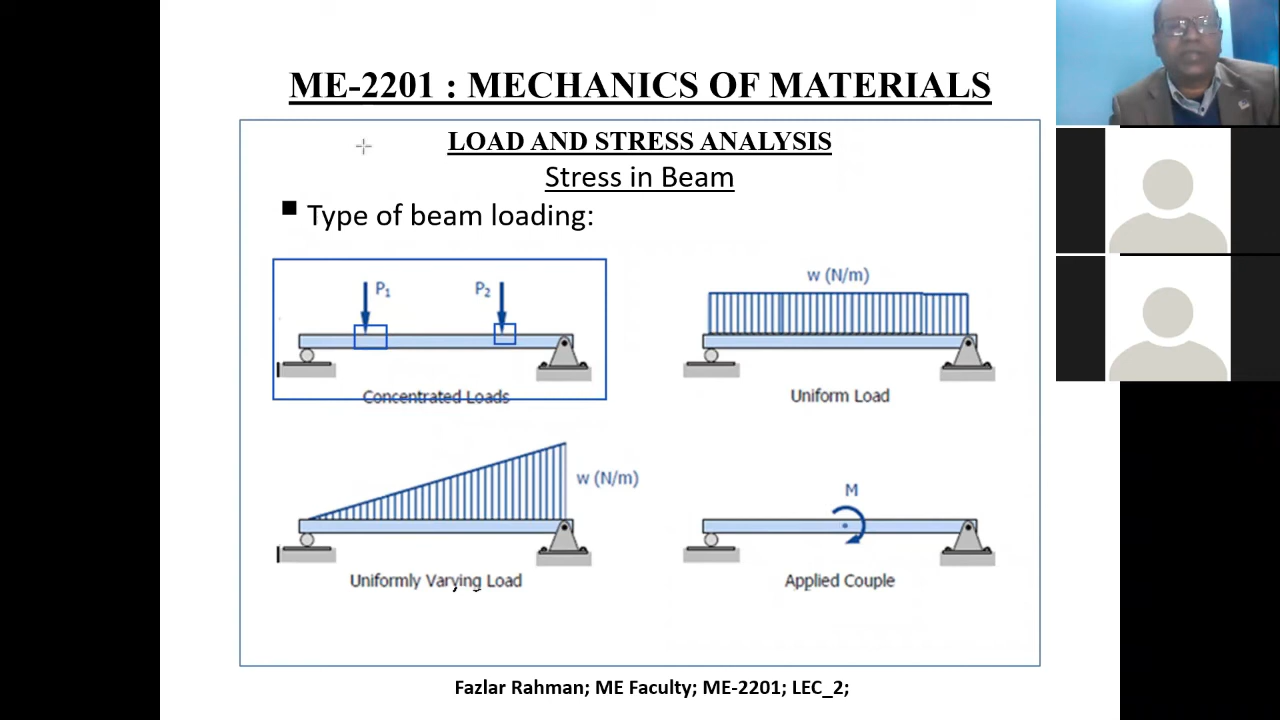 ME-2201 : MECHANICS OF MATERIALS
LOAD AND STRESS ANALYSIS
Stress in Beam
Type of beam loading:
P1
P2
Concentrated Loads
w (N/m)
Uniform Load
w (N/m)
Uniformly Varying Load
M
Applied Couple
Fazlar Rahman; ME Faculty; ME-2201; LEC_2;